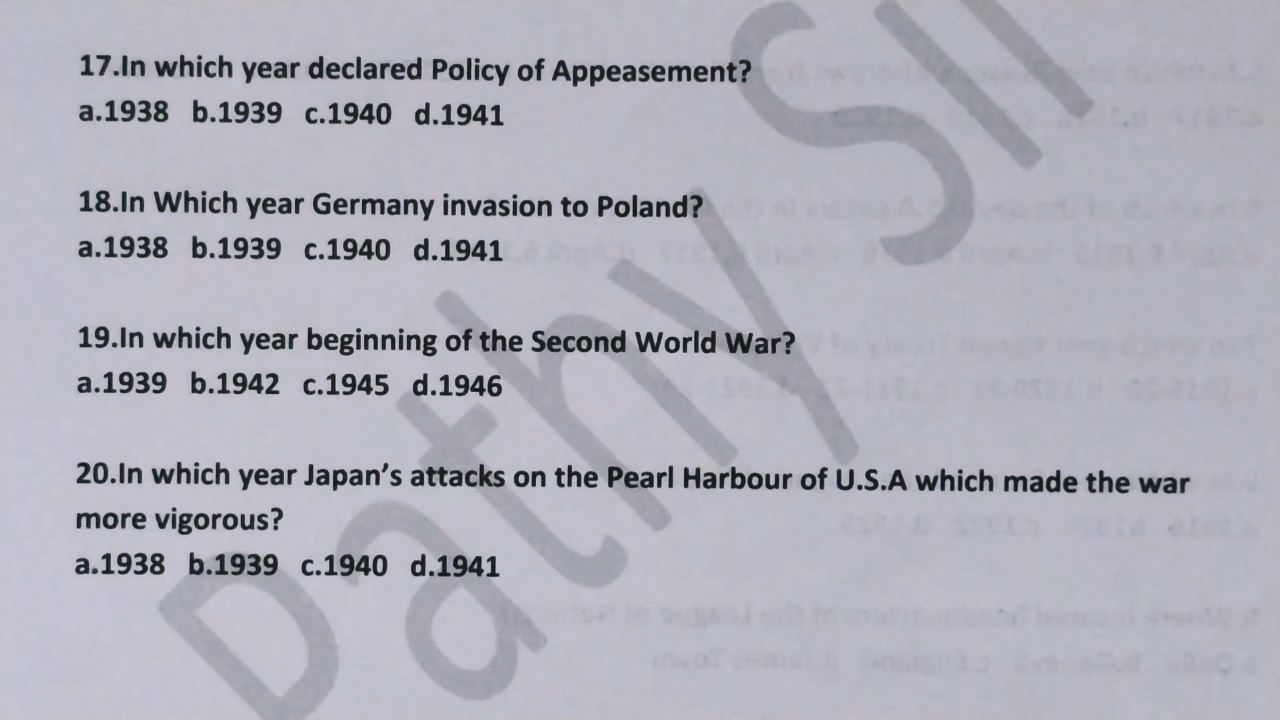 17.In which year declared Policy of Appeasement?
a.1938 b.1939 c.1940 d.1941
18.In Which year Germany invasion to Poland?
a.1938 b.1939 c.1940 d.1941
19.In which year beginning of the Second World War?
a.1939 b.1942 c.1945 d.1946
20.In which year Japan's attacks on the Pearl Harbour of U.S.A which made the war
more vigorous?
a.1938 b.1939 c.1940 d.1941
Pathy Sir